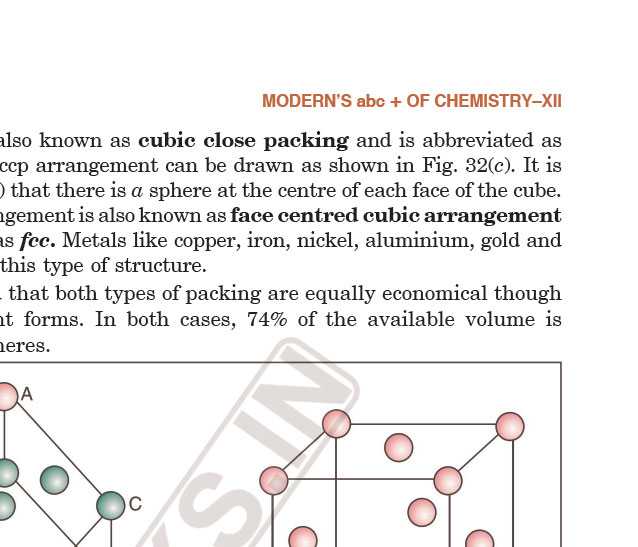 MODERN'S abc + OF CHEMISTRY–XII
also known as cubic close packing and is abbreviated as
ccp arrangement can be drawn as shown in Fig. 32(c). It is
) that there is a sphere at the centre of each face of the cube.
ngement is also known as face centred cubic arrangement
as fcc. Metals like copper, iron, nickel, aluminium, gold and
this type of structure.
that both types of packing are equally economical though
nt forms. In both cases, 74% of the available volume is
heres.
A
C